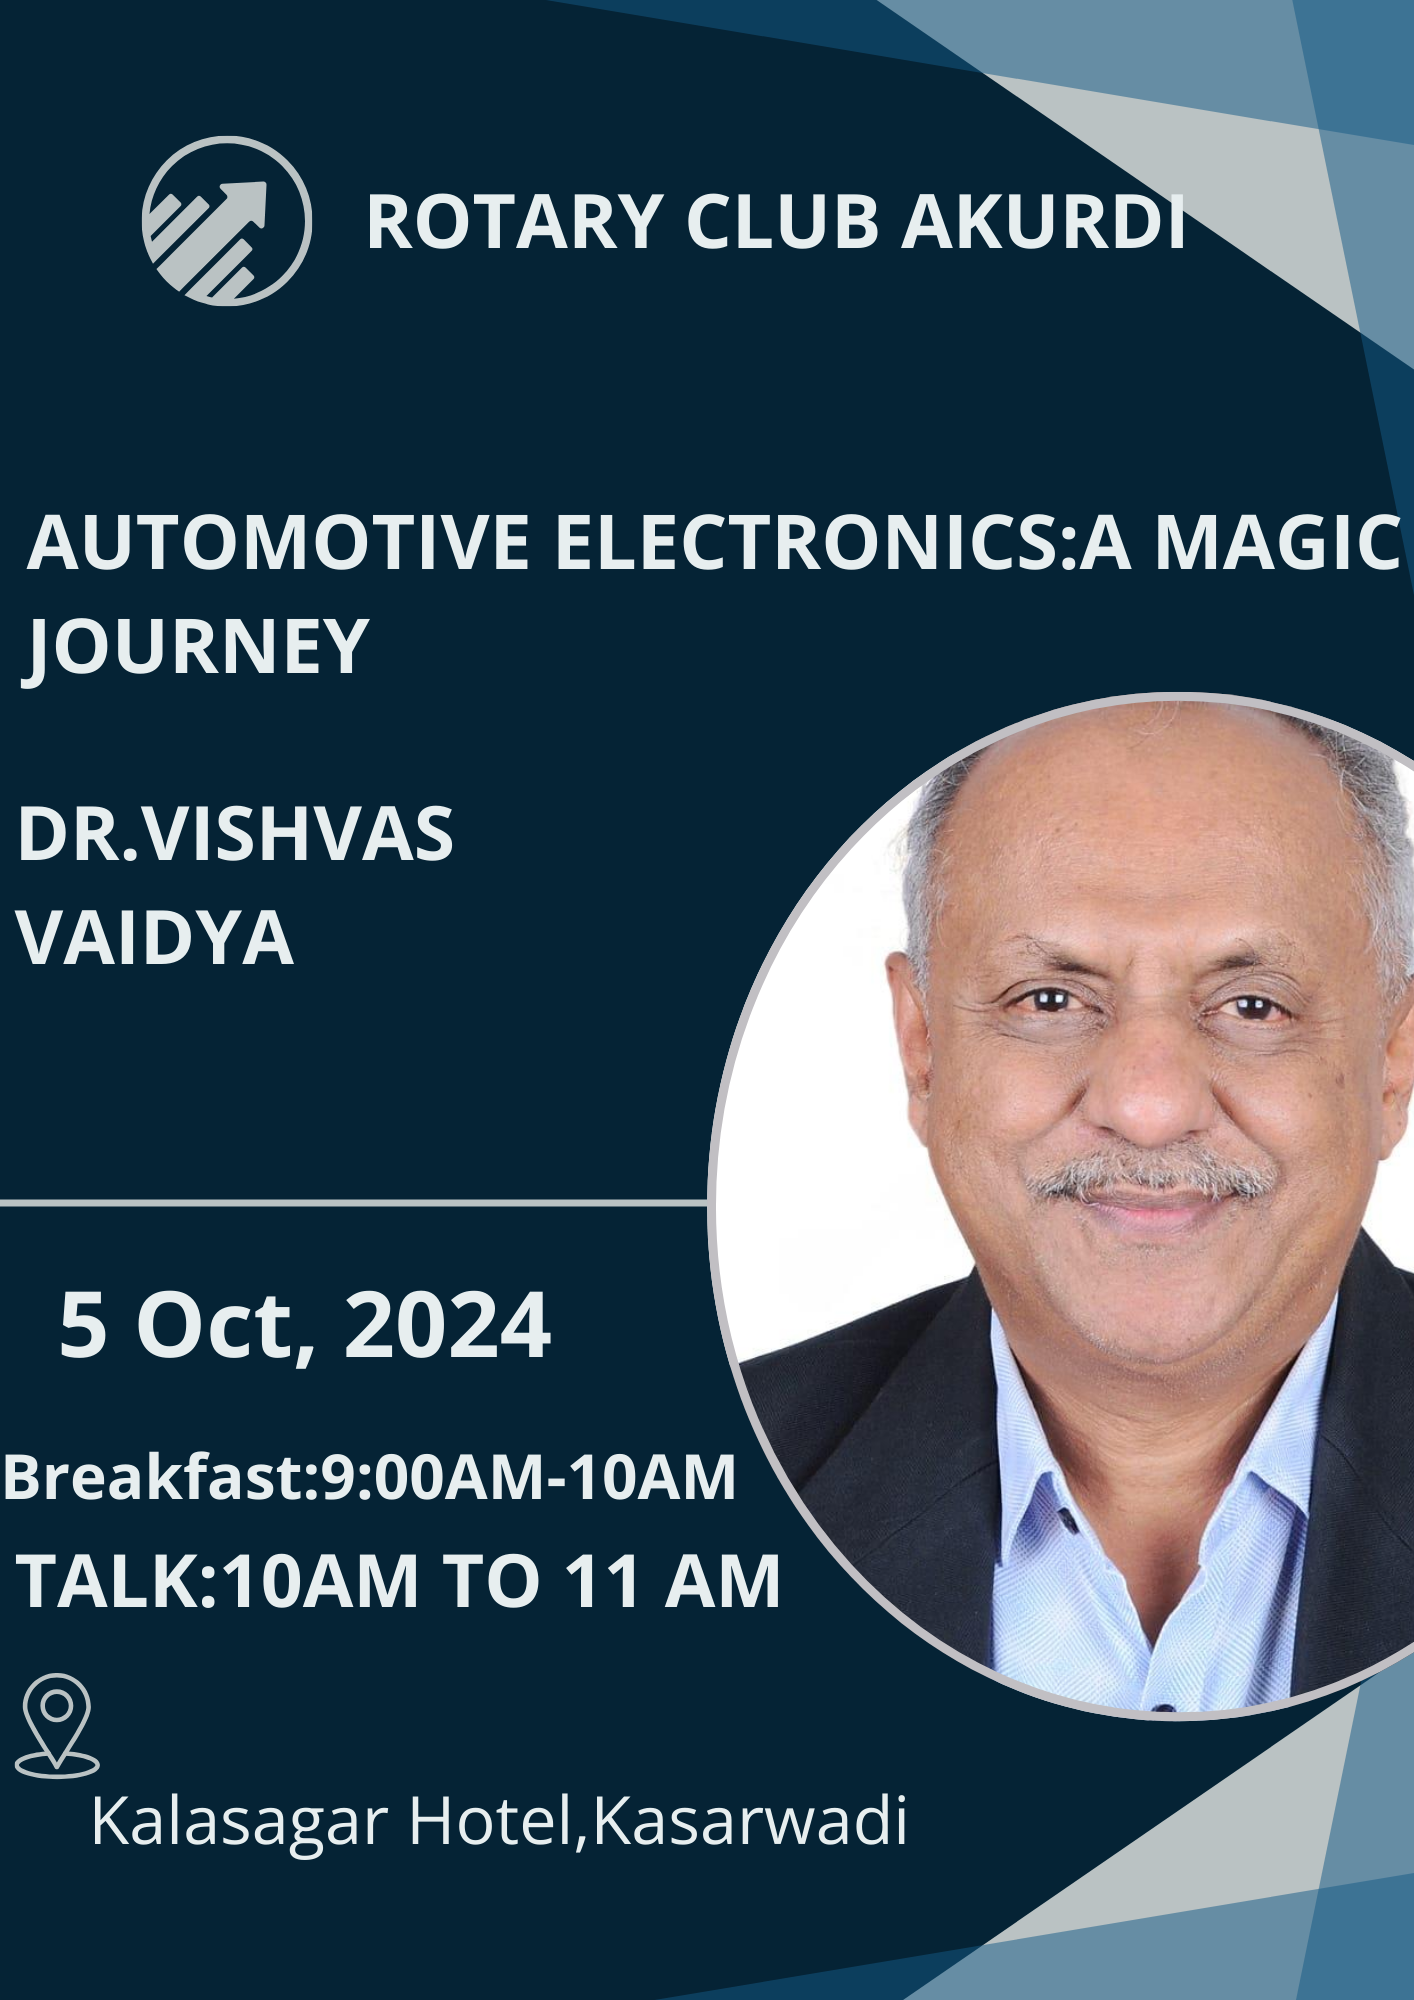 ROTARY CLUB AKURDI
AUTOMOTIVE ELECTRONICS:A MAGIC
JOURNEY
DR.VISHVAS
VAIDYA
5 Oct, 2024
Breakfast:9:00AM-10AM
TALK:10AM TO 11 AM
Kalasagar Hotel,Kasarwadi